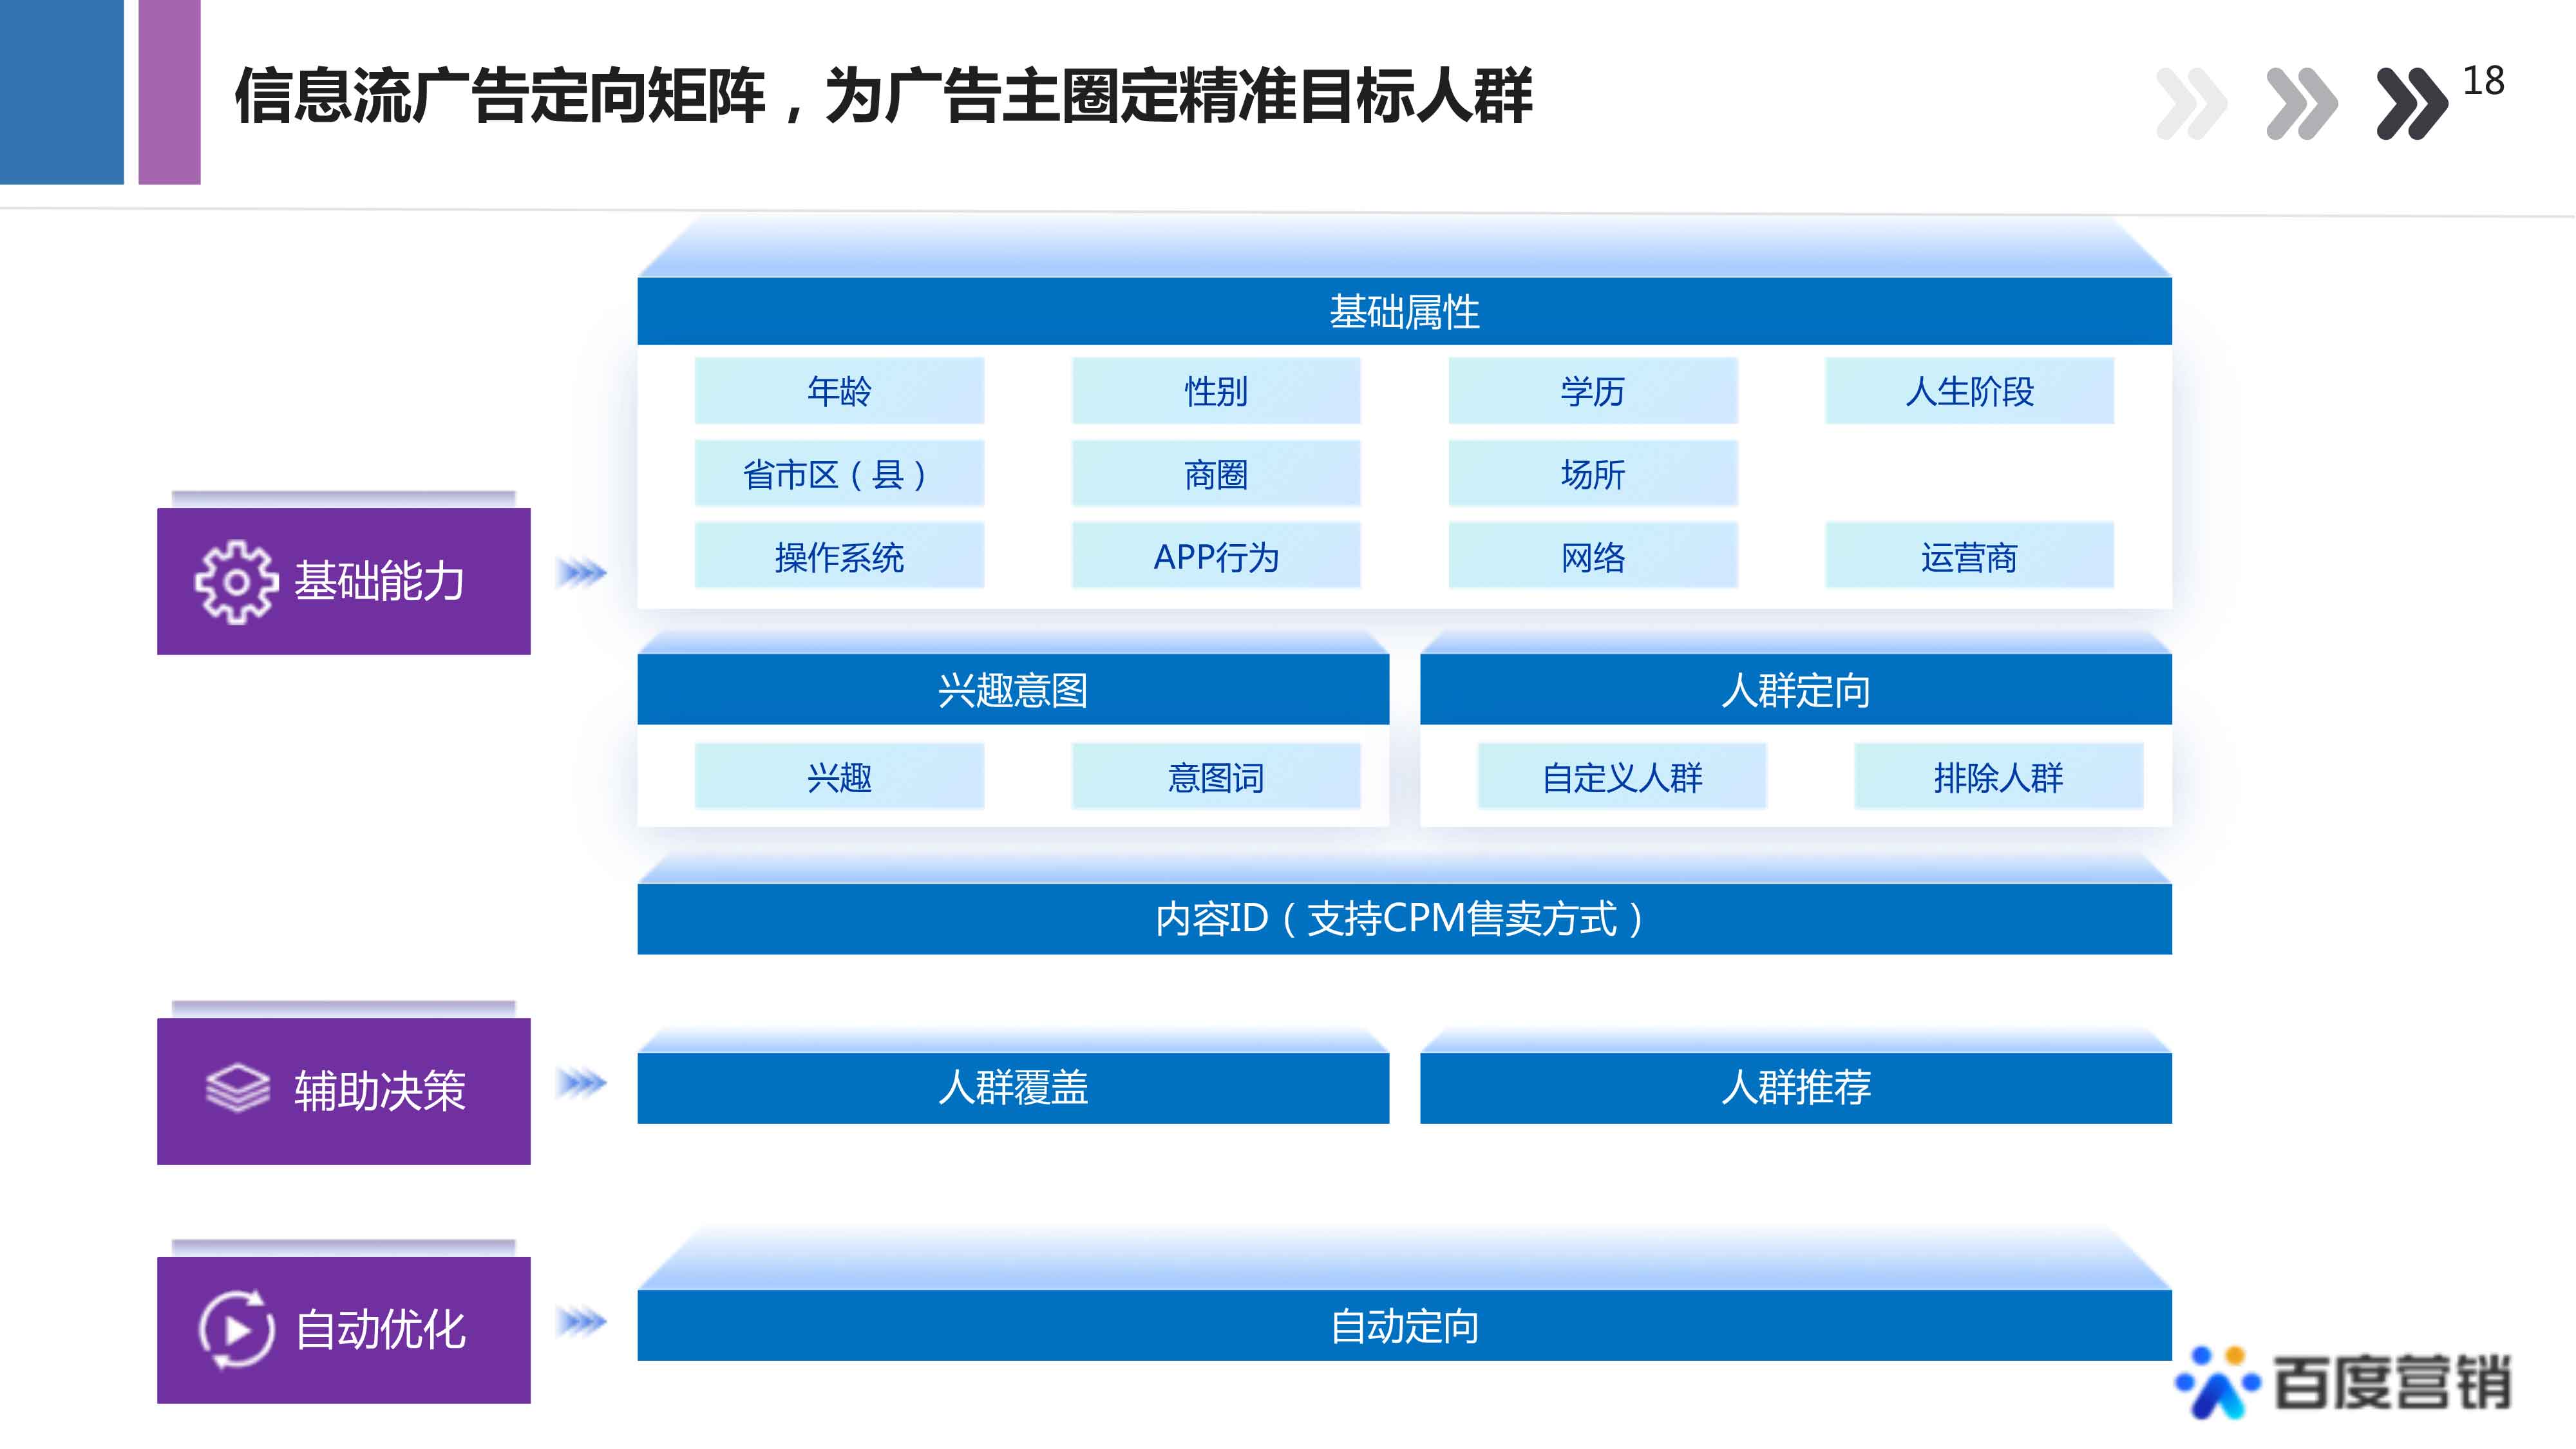 信息流广告定向矩阵，为广告主圈定精准目标人群
18
基础属性
年龄
性别
学历
人生阶段
省市区（县）
商圈
场所
操作系统
APP行为
网络
运营商
基础能力
兴趣意图
人群定向
兴趣
意图词
自定义人群
排除人群
内容ID（支持CPM售卖方式）
辅助决策
人群覆盖
人群推荐
自动优化
自动定向
百度营销